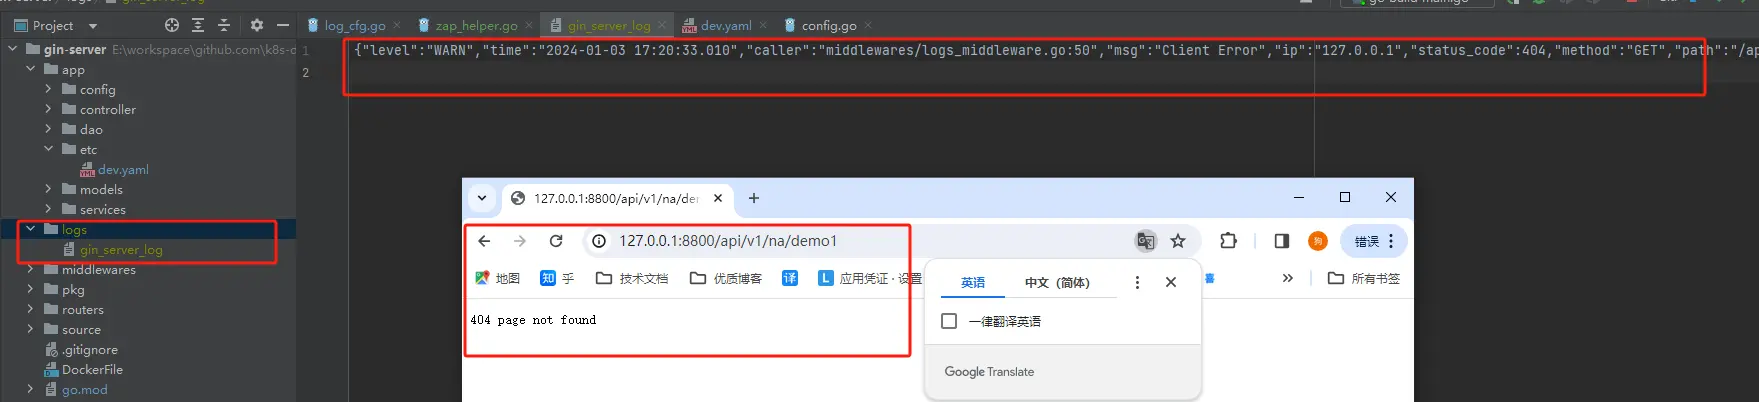 Project
log_cfg.go
zap_helper.go
gin_server_log
dev.yaml
config.go
gin-server E:\workspace\github.com\k8s-
app
config
controller
dao
etc
dev.yaml
models
services
logs
gin_server_log
middlewares
pkg
routers
source
.gitignore
DockerFile
go.mod
1 {"level":"WARN","time":"2024-01-03 17:20:33.010","caller":"middlewares/logs_middleware.go:50","msg":"Client Error","ip":"127.0.0.1","status_code":404,"method":"GET","path":"/ap
2
127.0.0.1:8800/api/v1/na/de
127.0.0.1:8800/api/v1/na/demo1
狗
错误
地图
知 乎
技术文档
优质博客
译
L 应用凭证 · 设置
所有书签
404 page not found
英语 中文（简体）
一律翻译英语
Google Translate